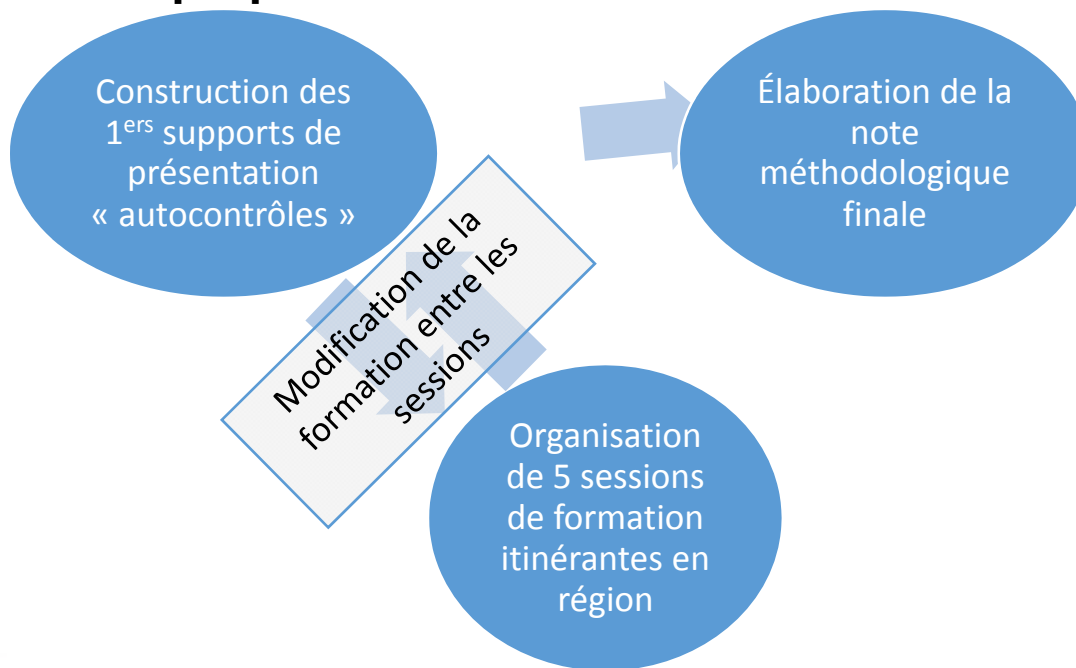 Construction des
1ers supports de
présentation
« autocontrôles »
Élaboration de la
note
méthodologique
finale
Modification de la
formation entre les
sessions
Organisation
de 5 sessions
de formation
itinérantes en
région